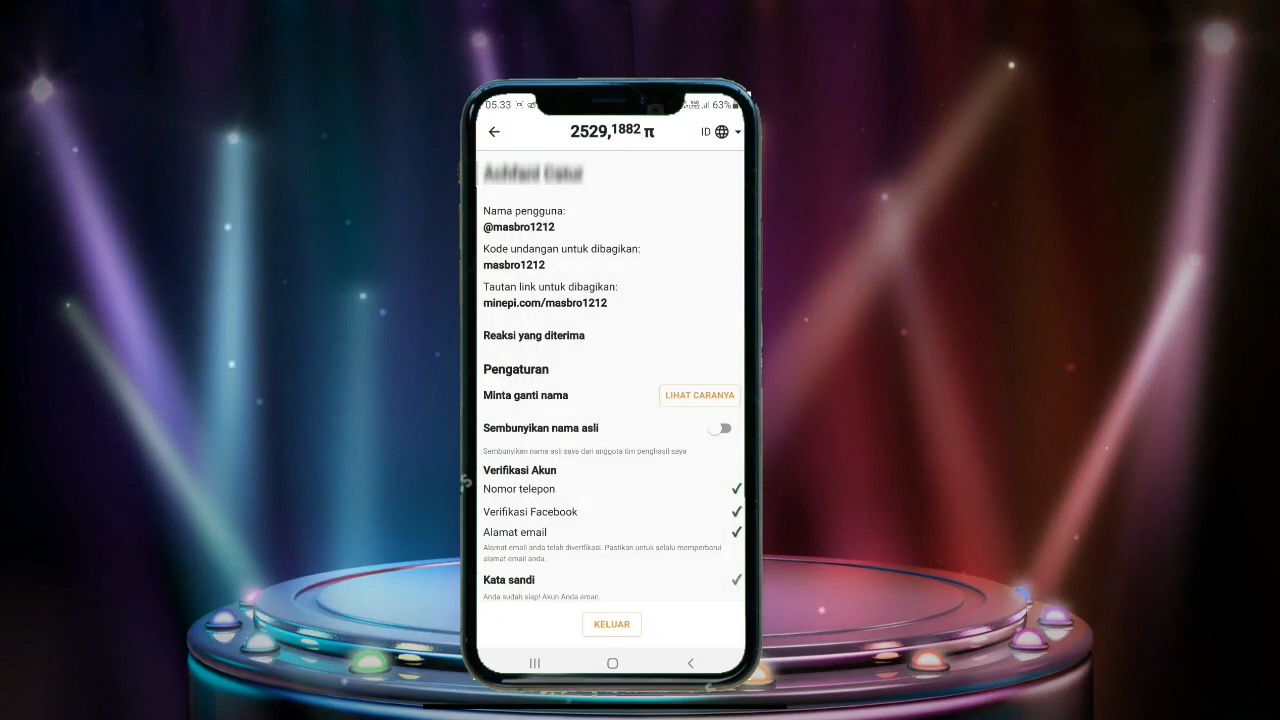 05.33 63%
2529,1882 π ID
Nama pengguna:
@masbro1212
Kode undangan untuk dibagikan:
masbro1212
Tautan link untuk dibagikan:
minepi.com/masbro1212
Reaksi yang diterima
Pengaturan
Minta ganti nama LIHAT CARANYA
Sembunyikan nama asli
Sembunyikan nama asli saya dari anggota tim penghasil saya
Verifikasi Akun
Nomor telepon
Verifikasi Facebook
Alamat email
Alamat email anda telah diverifikasi. Pastikan untuk selalu memperbarui
alamat email anda.
Kata sandi
Anda sudah siap! Akun Anda aman.
KELUAR